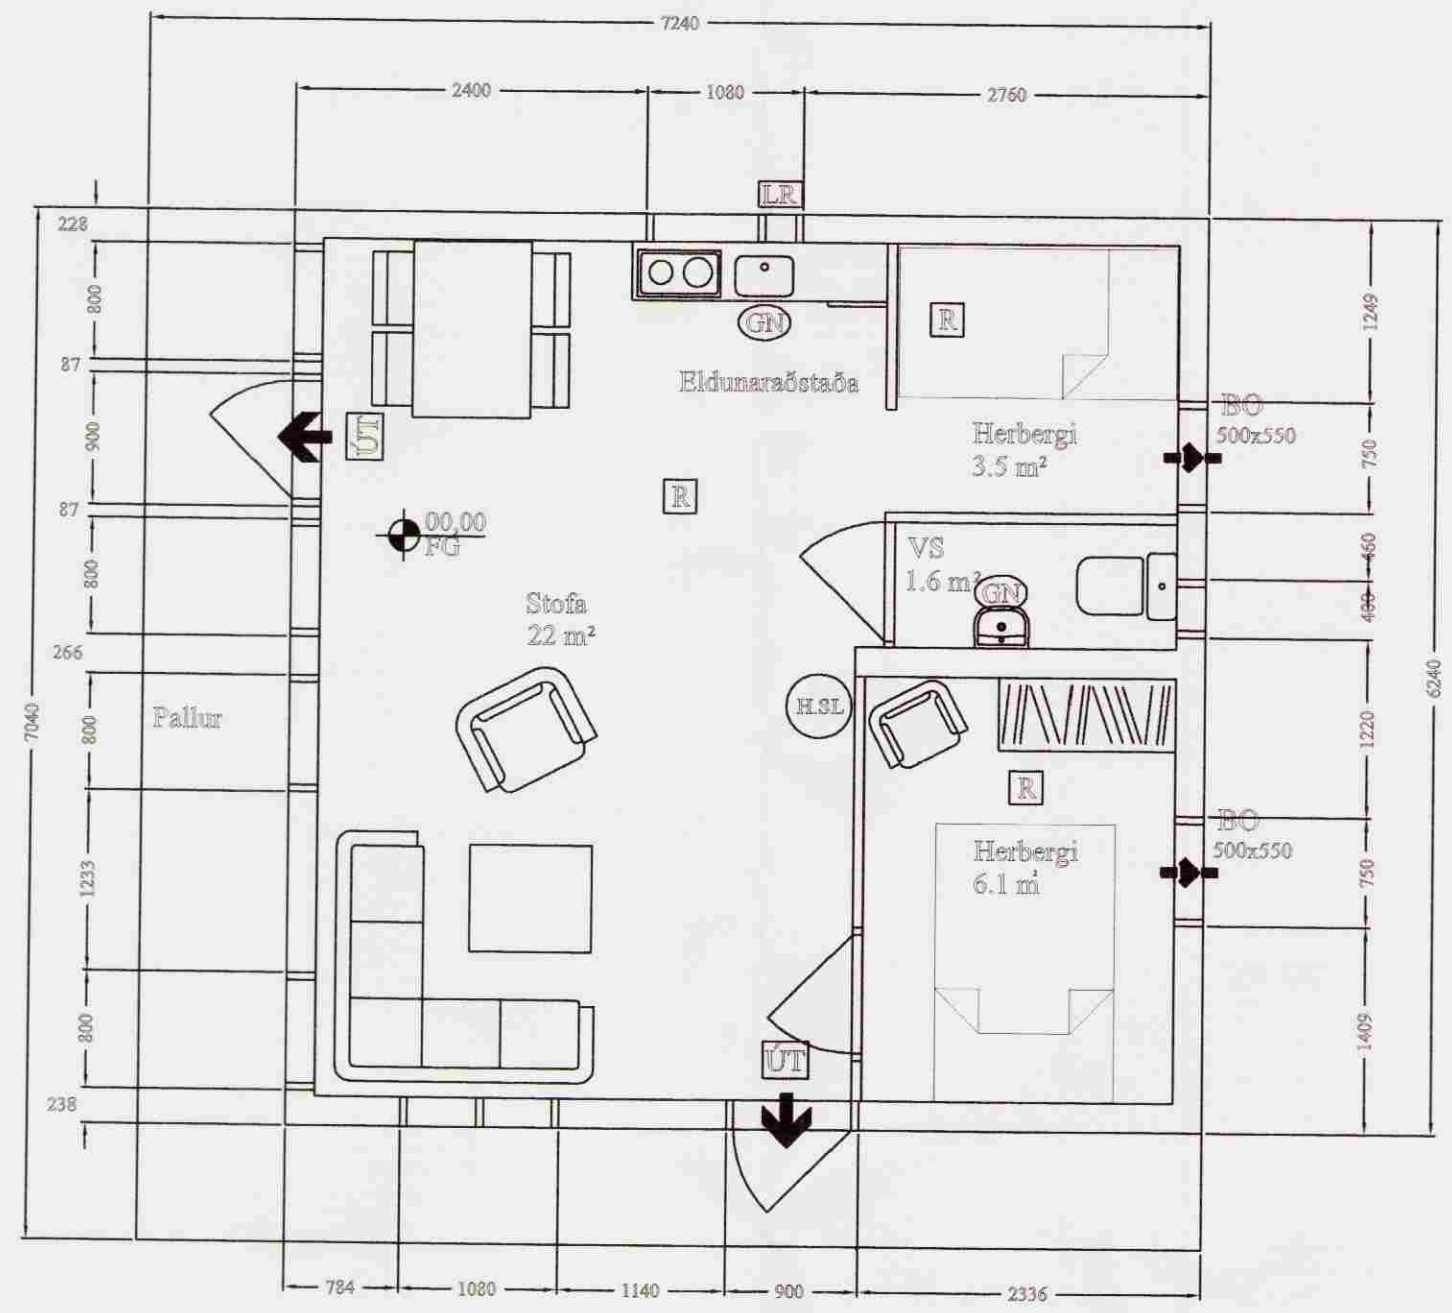 7240
2400
1080
2760
LR
228
800
87
900
87
800
266
800
1233
800
238
7040
GN
R
1249
Eldunaraðstaða
BO
500x550
ÚT
Herbergi
3.5 m²
750
R
00,00
FG
VS
1.6 m²
GN
460
480
Stofa
22 m²
6240
Pallur
H.SL
1220
R
BO
500x550
Herbergi
6.1 m²
750
1409
ÚT
784
1080
1140
900
2336